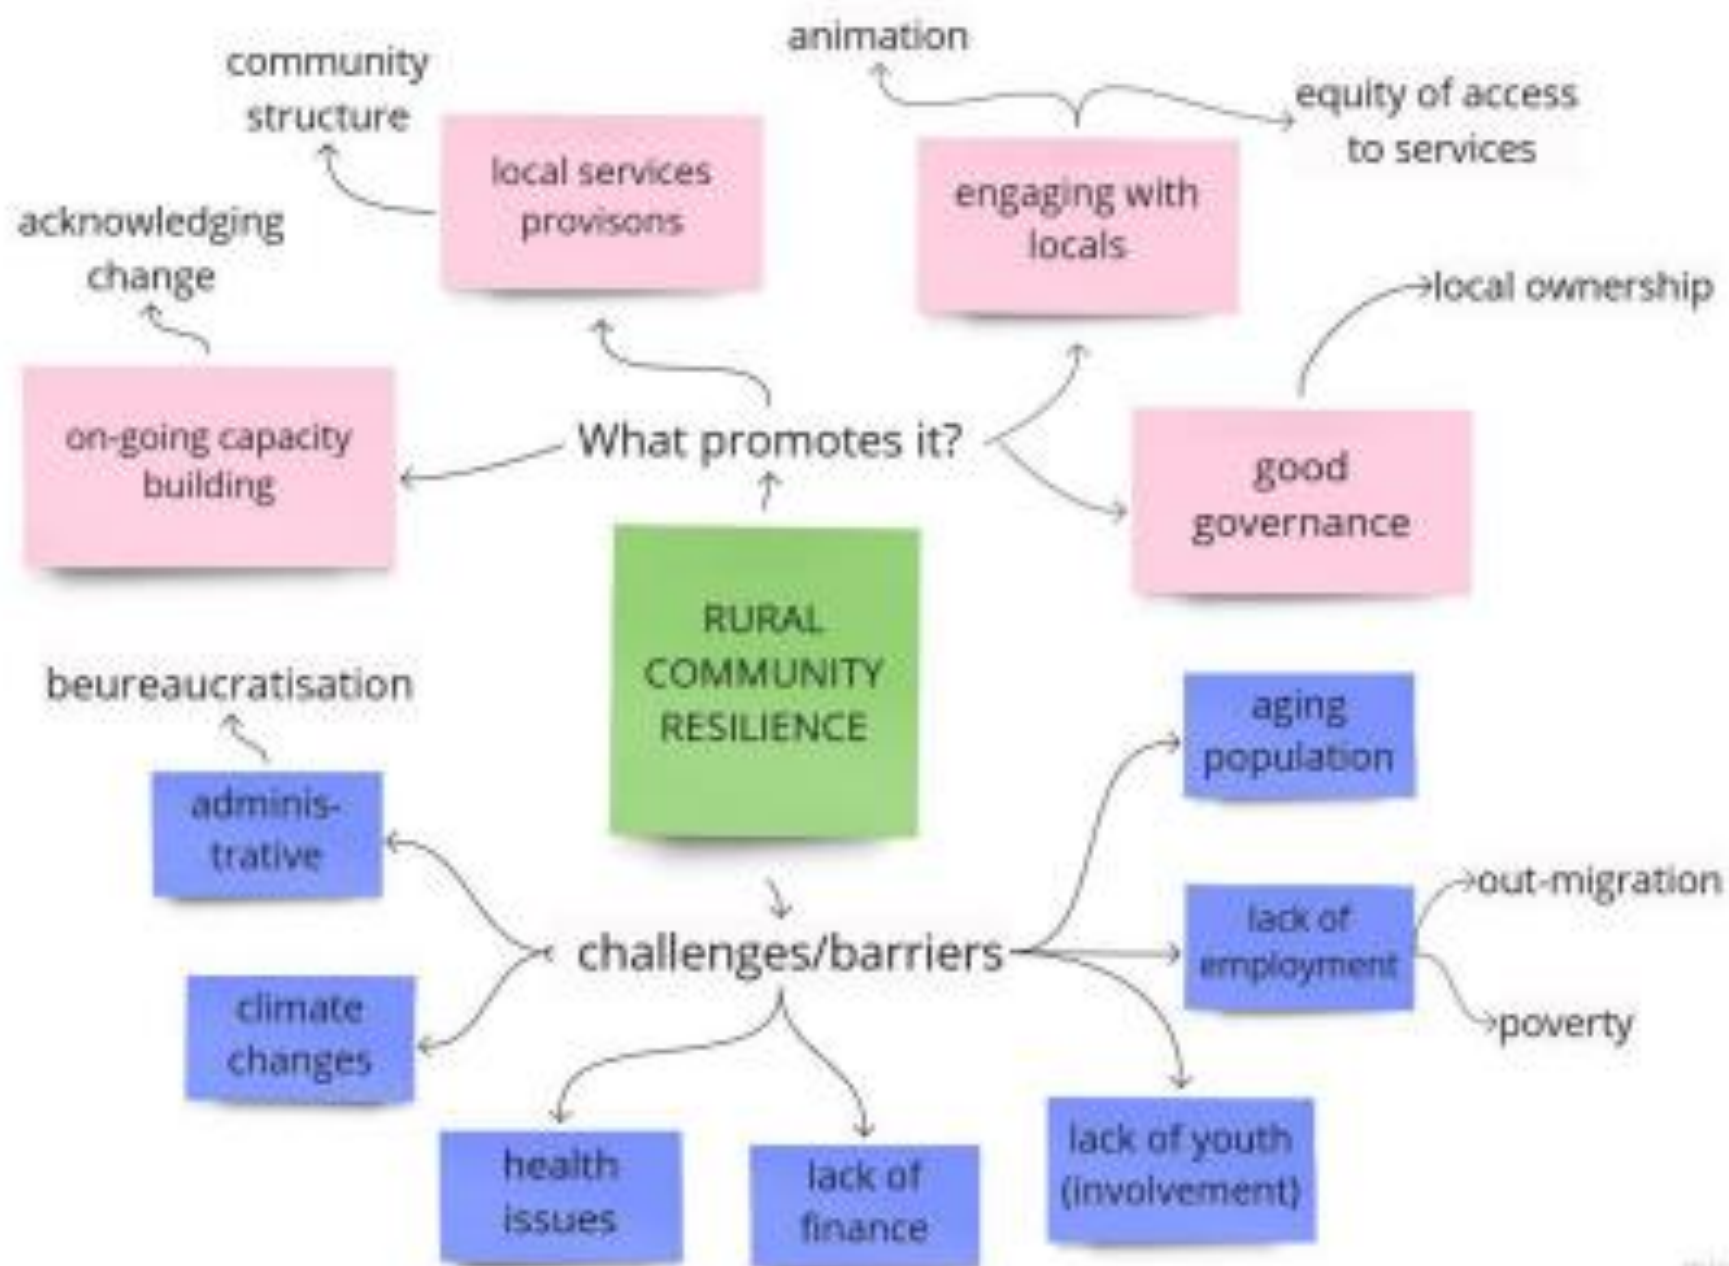 animation
community
structure
equity of access
to services
local services
provisons
engaging with
locals
acknowledging
change
local ownership
on-going capacity
building
What promotes it?
good
governance
RURAL
COMMUNITY
RESILIENCE
beureaucratisation
aging
population
adminis-
trative
out-migration
lack of
employment
challenges/barriers
poverty
climate
changes
health
issues
lack of
finance
lack of youth
(involvement)